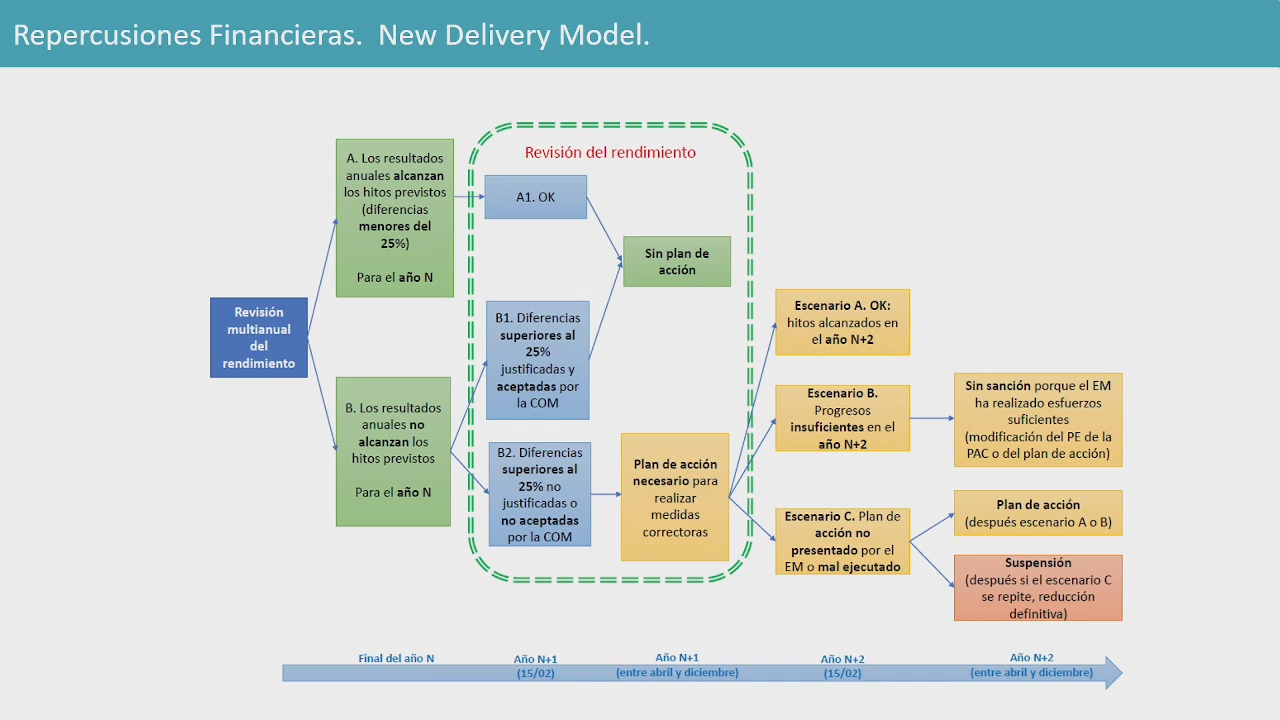 Repercusiones Financieras.  New Delivery Model.
Revisión
multianual
del
rendimiento
A. Los resultados
anuales alcanzan
los hitos previstos
(diferencias
menores del
25%)
Para el año N
B. Los resultados
anuales no
alcanzan los
hitos previstos
Para el año N
Revisión del rendimiento
A1. OK
B1. Diferencias
superiores al
25%
justificadas y
aceptadas por
la COM
B2. Diferencias
superiores al
25% no
justificadas o
no aceptadas
por la COM
Sin plan de
acción
Plan de acción
necesario para
realizar
medidas
correctoras
Escenario A. OK:
hitos alcanzados en
el año N+2
Escenario B.
Progresos
insuficientes en el
año N+2
Escenario C. Plan de
acción no
presentado por el
EM o mal ejecutado
Sin sanción porque el EM
ha realizado esfuerzos
suficientes
(modificación del PE de la
PAC o del plan de acción)
Plan de acción
(después escenario A o B)
Suspensión
(después si el escenario C
se repite, reducción
definitiva)
Final del año N
Año N+1
(15/02)
Año N+1
(entre abril y diciembre)
Año N+2
(15/02)
Año N+2
(entre abril y diciembre)